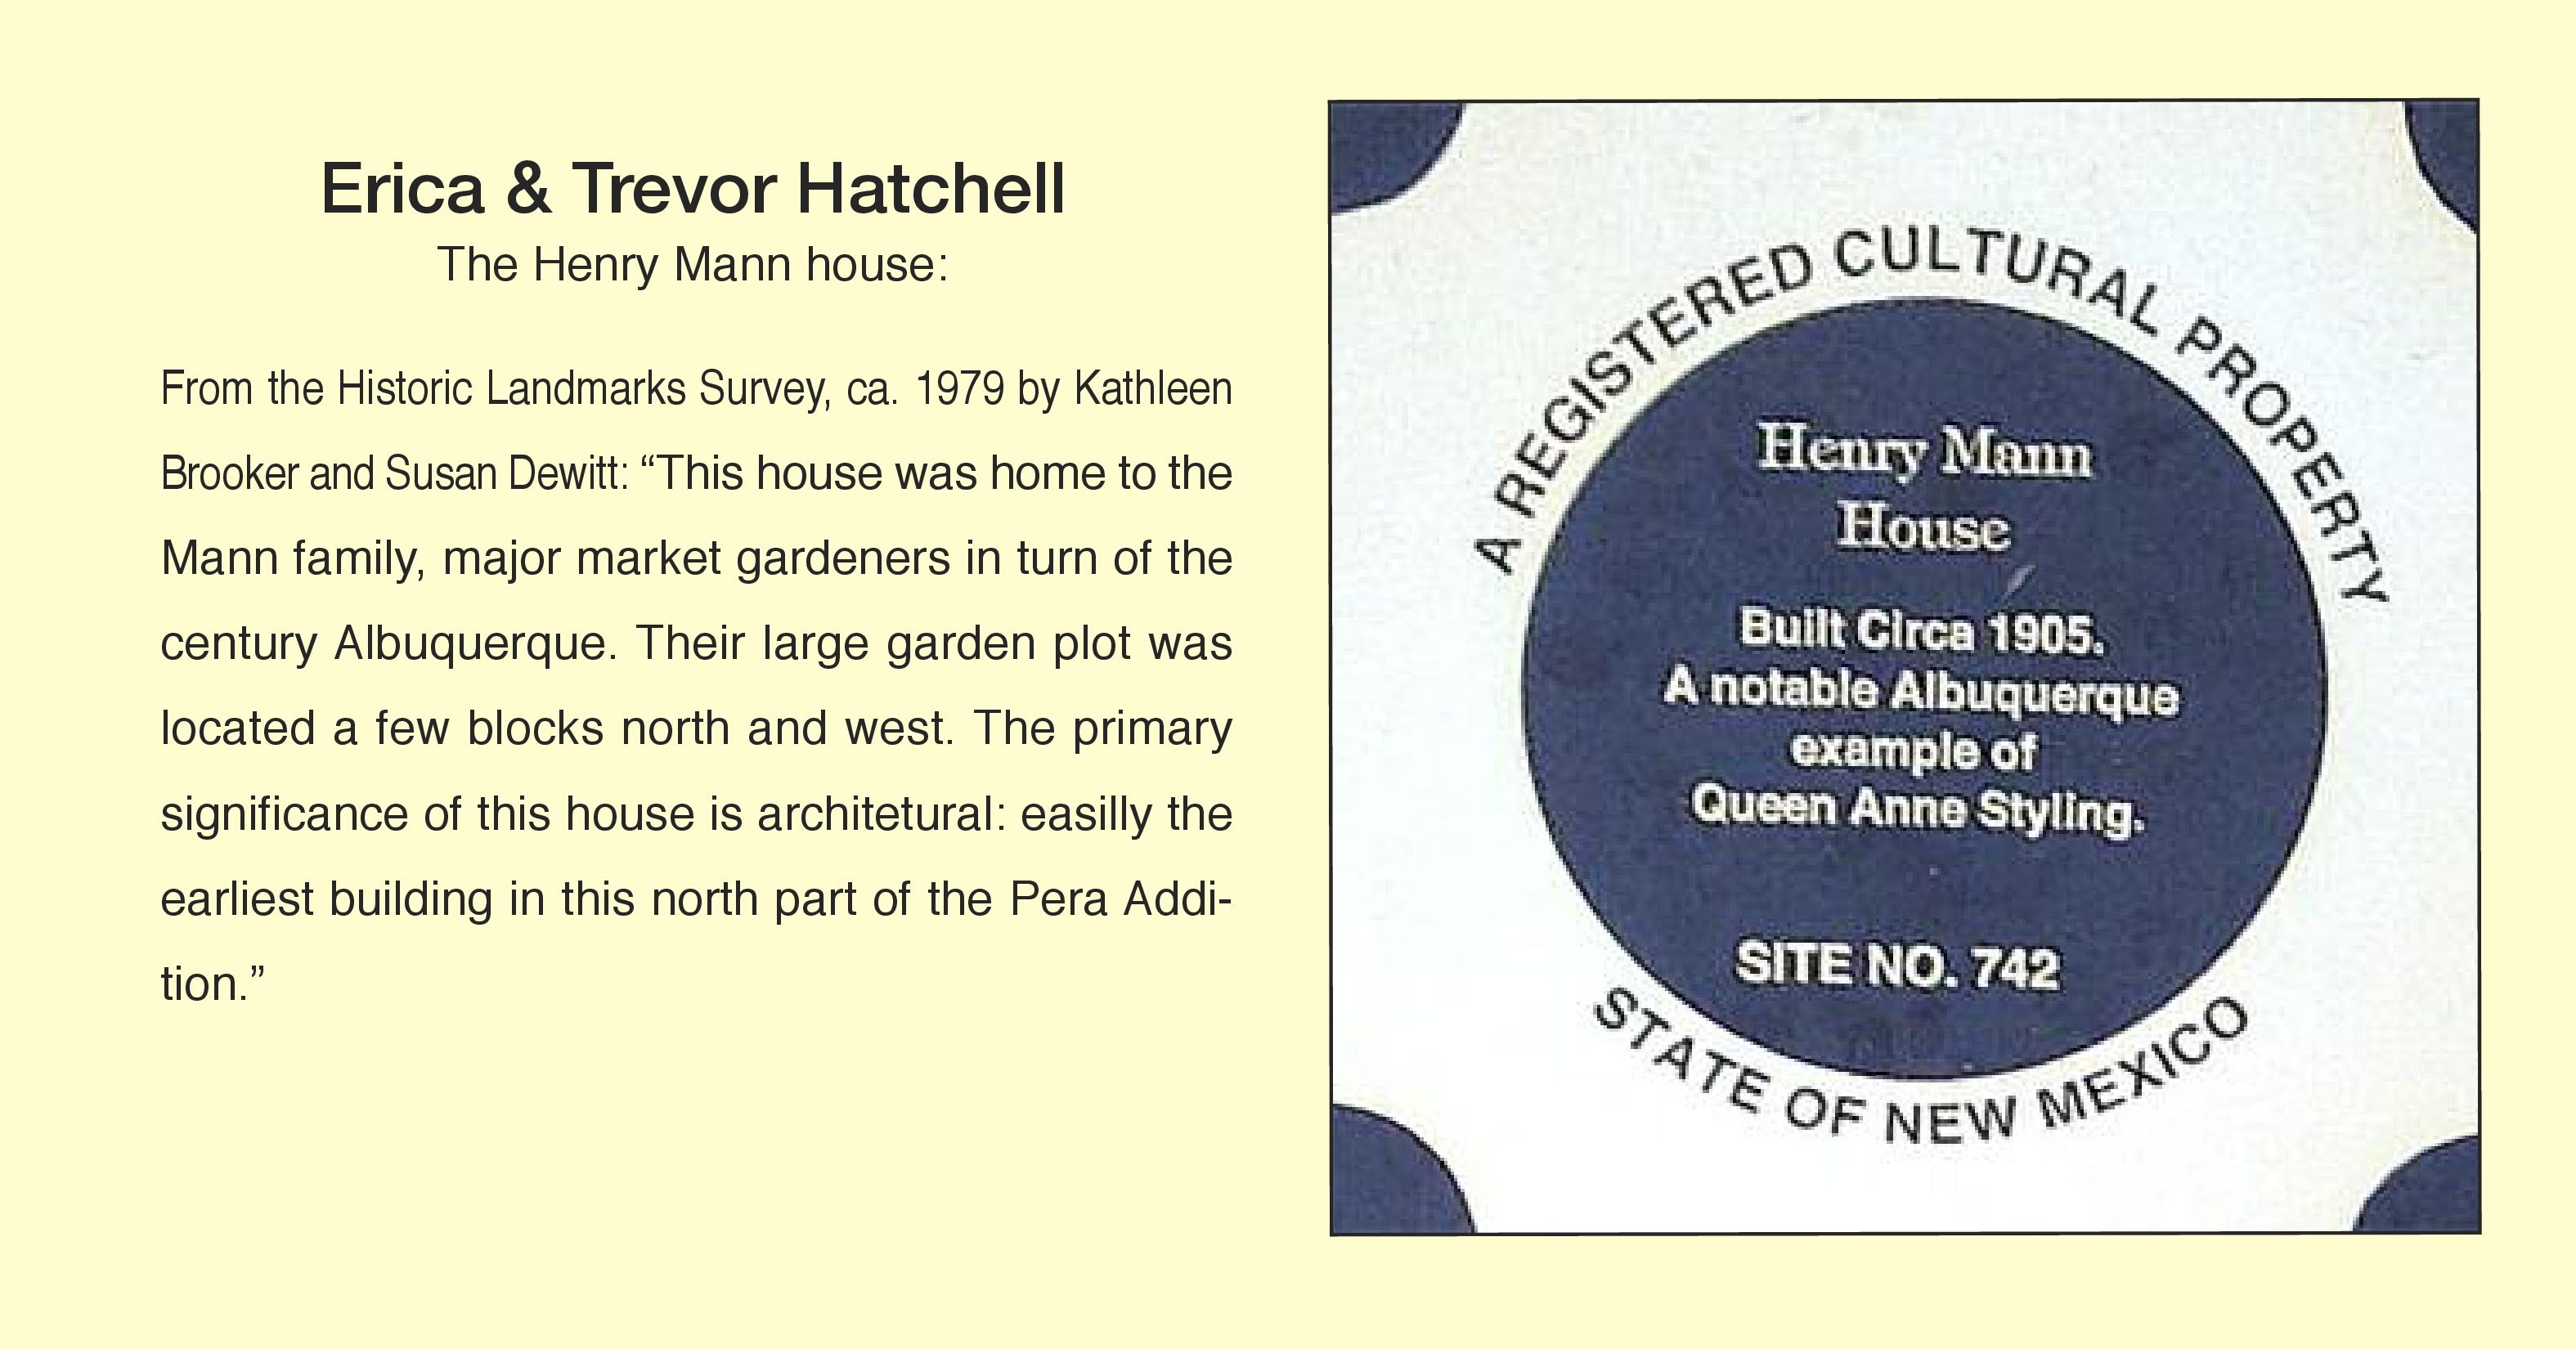 Erica & Trevor Hatchell
The Henry Mann house:
From the Historic Landmarks Survey, ca. 1979 by Kathleen
Brooker and Susan Dewitt: “This house was home to the
Mann family, major market gardeners in turn of the
century Albuquerque. Their large garden plot was
located a few blocks north and west. The primary
significance of this house is architetural: easilly the
earliest building in this north part of the Pera Addi-
tion.”
A REGISTERED CULTURAL PROPERTY
Henry Mann
House
Built Circa 1905.
A notable Albuquerque
example of
Queen Anne Styling.
SITE NO. 742
STATE OF NEW MEXICO